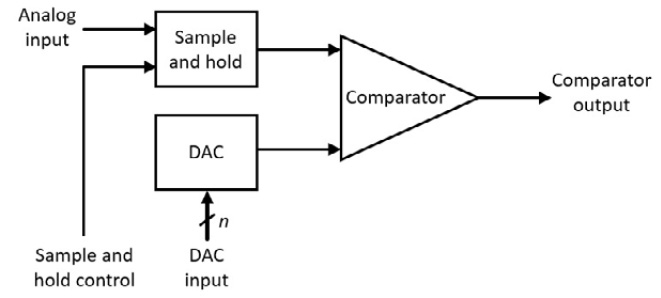 Analog
input
Sample
and hold
Comparator
Comparator
output
DAC
n
Sample and
hold control
DAC
input